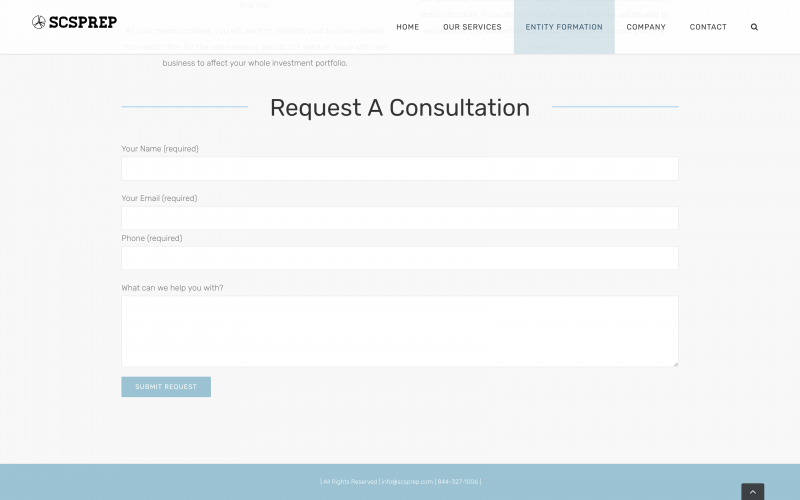 SCSPREP
HOME
OUR SERVICES
ENTITY FORMATION
COMPANY
CONTACT
business to affect your whole investment portfolio.
Request A Consultation
Your Name (required)
Your Email (required)
Phone (required)
What can we help you with?
SUBMIT REQUEST
| All Rights Reserved | info@scsprep.com | 844-327-1006 |